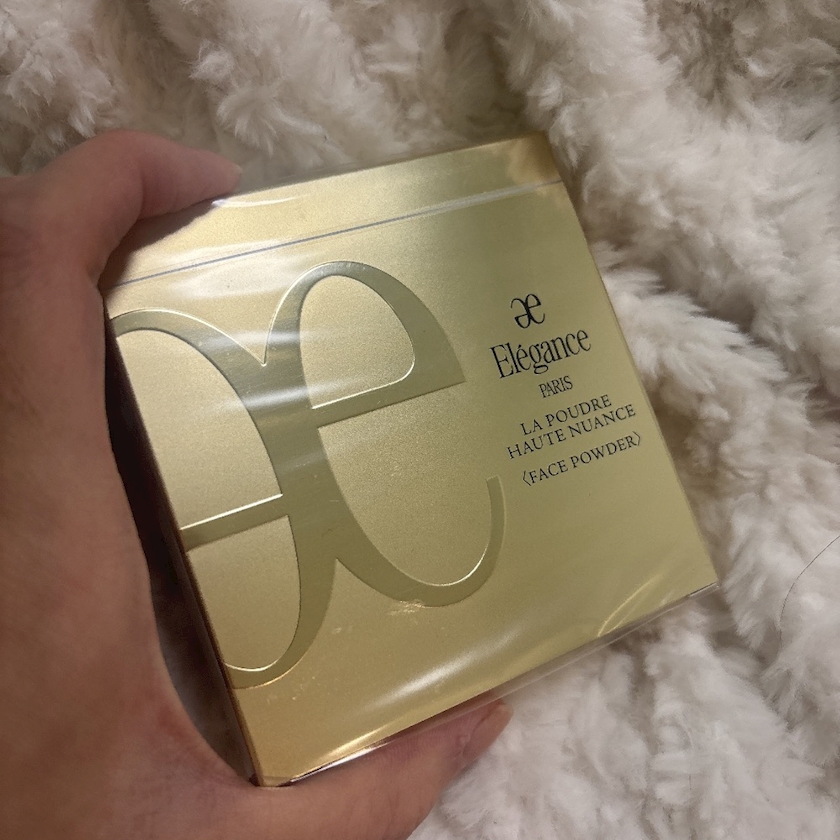 æ
Elégance
PARIS
LA POUDRE
HAUTE NUANCE
〈FACE POWDER〉